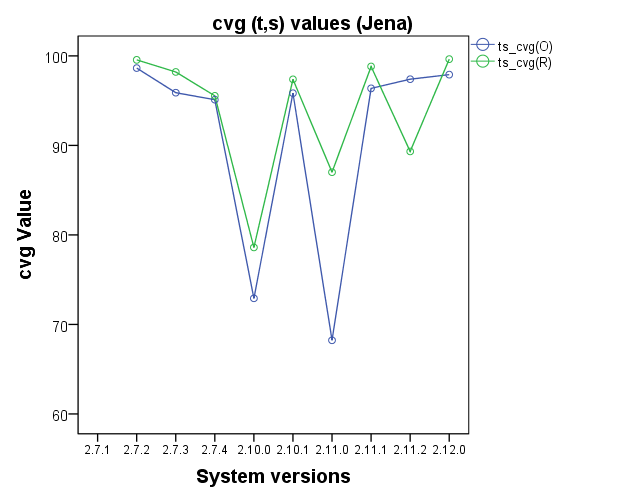 cvg (t,s) values (Jena)
ts_cvg(O)
ts_cvg(R)
100
90
80
70
60
cvg Value
2.7.1 2.7.2 2.7.3 2.7.4 2.10.0 2.10.1 2.11.0 2.11.1 2.11.2 2.12.0
System versions